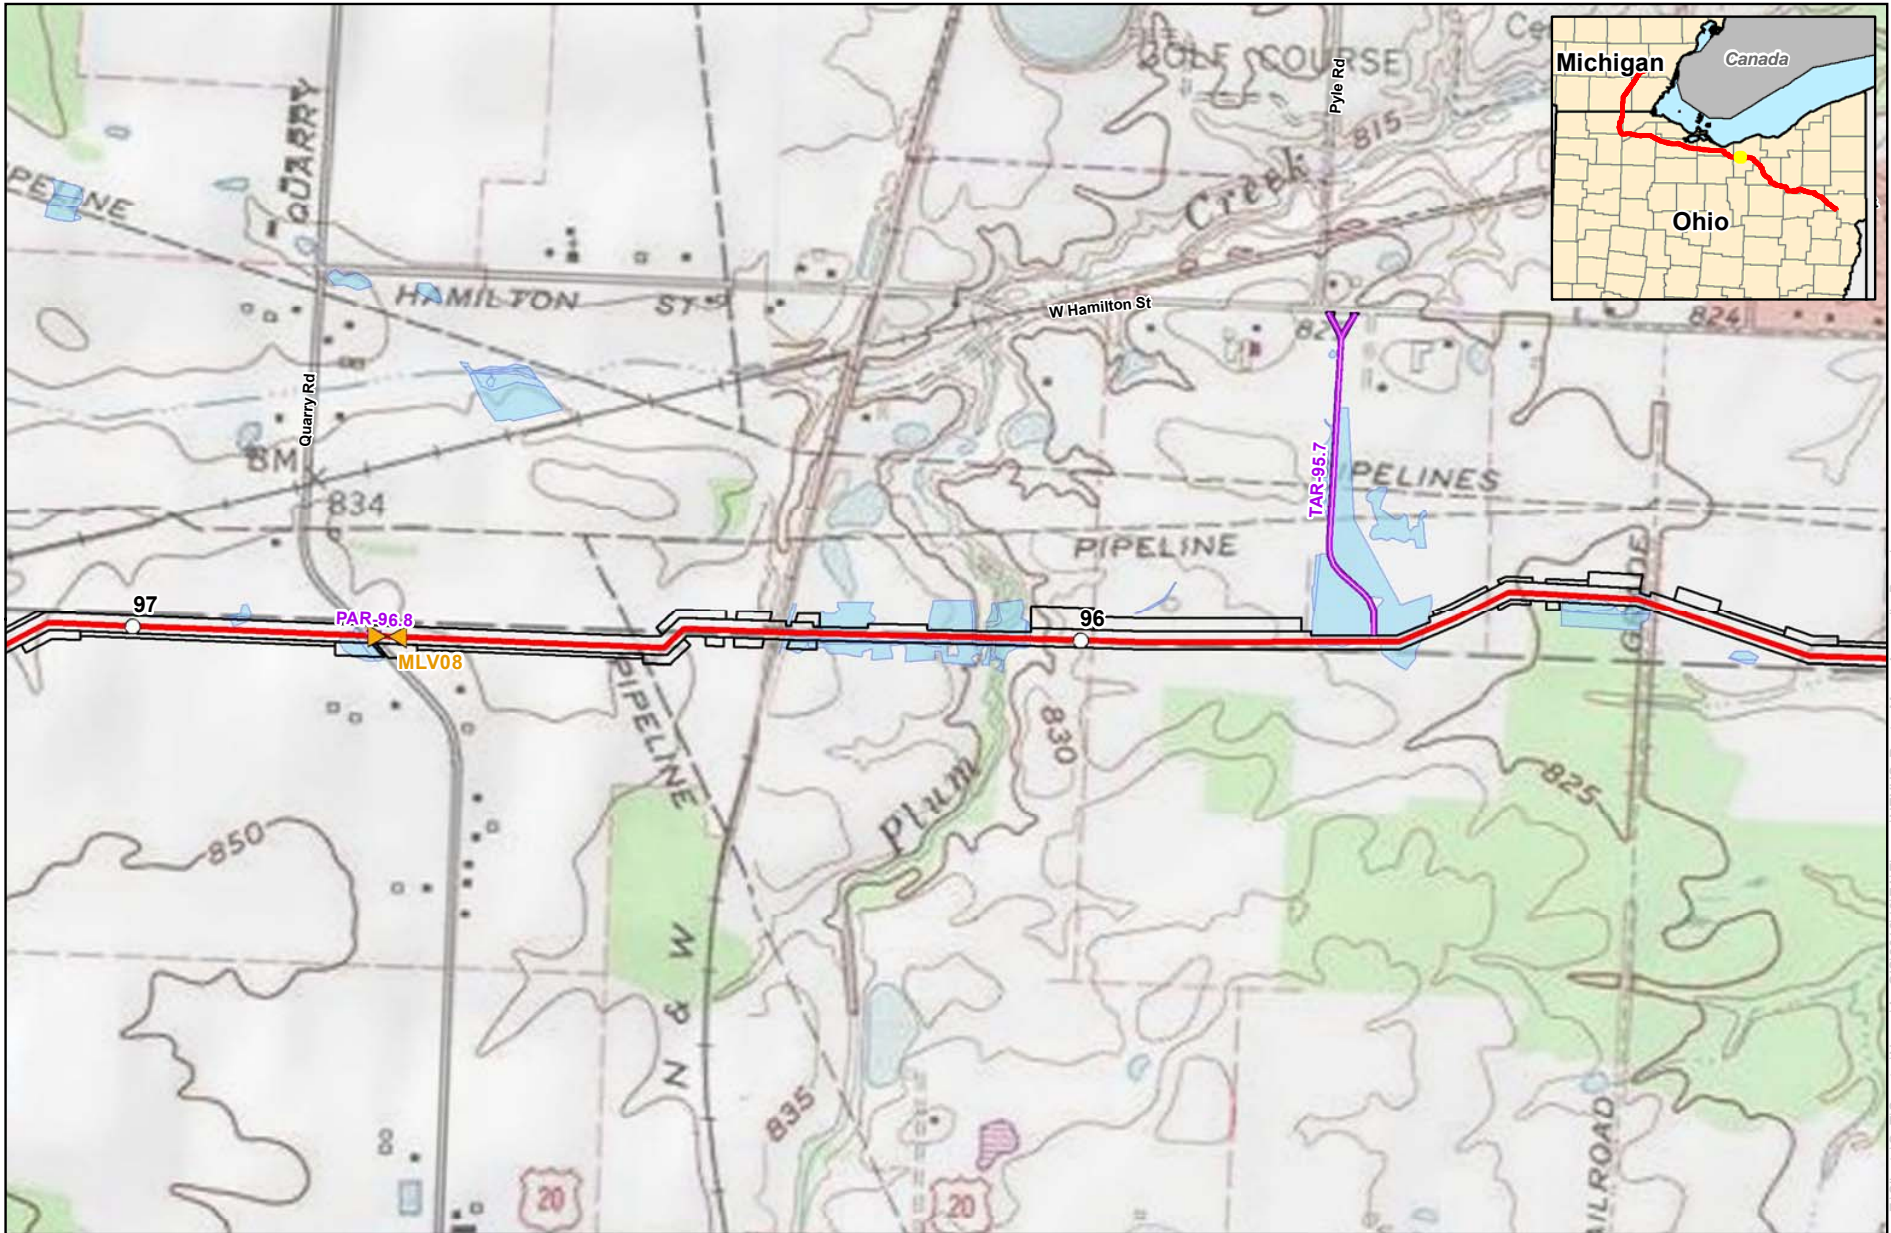 Michigan
Canada
Ohio
GOLF COURSE
Pyle Rd
815
QUARRY
Creek
HAMILTON ST
W Hamilton St
824
Quarry Rd
BM
834
TAR-95.7
PIPELINES
PIPELINE
97
PAR-96.8
MLV08
96
PIPELINE
830
Plum
825
850
N & W
835
20
20